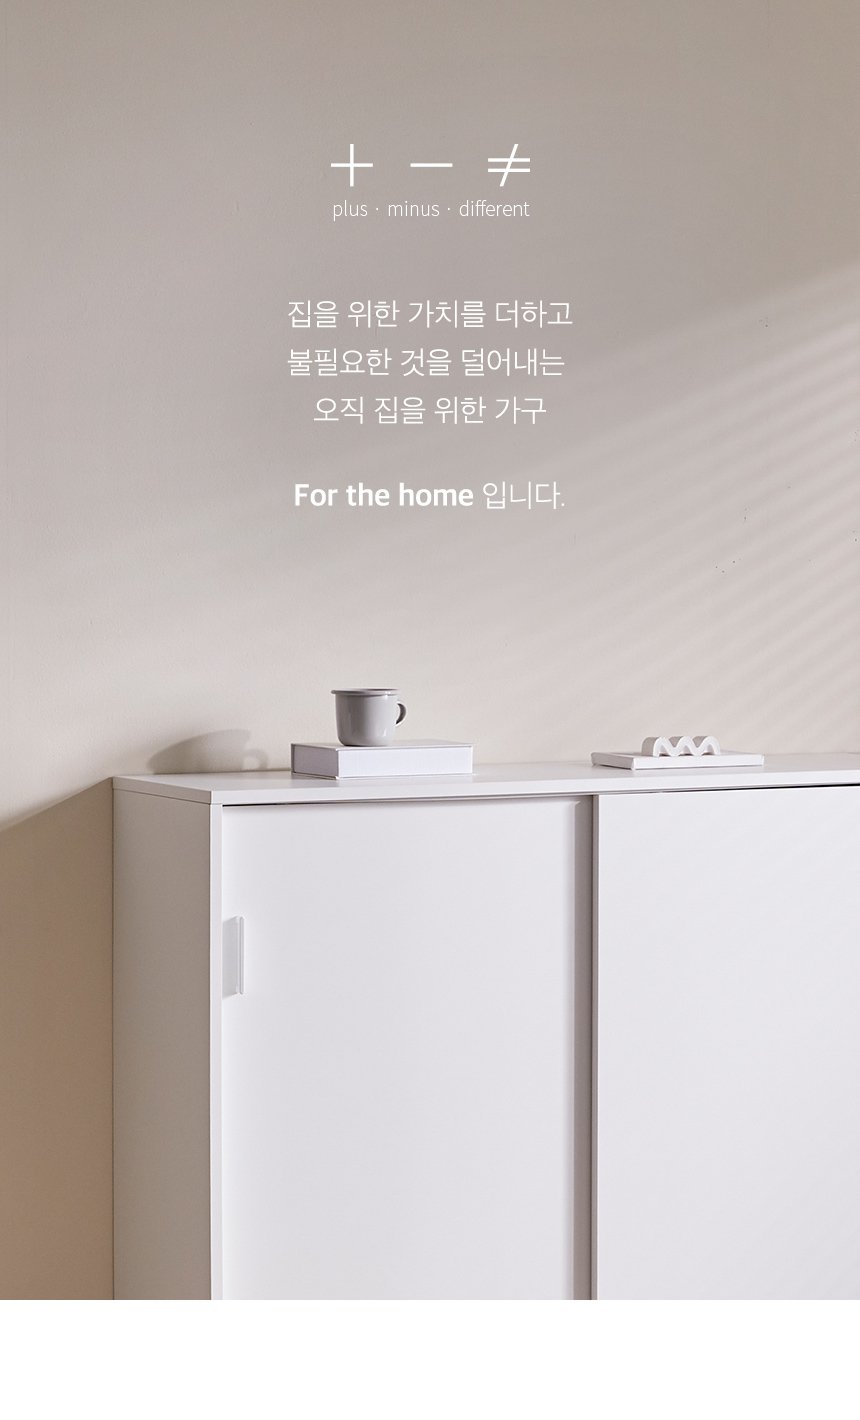 + − ≠
plus · minus · different
집을 위한 가치를 더하고
불필요한 것을 덜어내는
오직 집을 위한 가구
For the home 입니다.